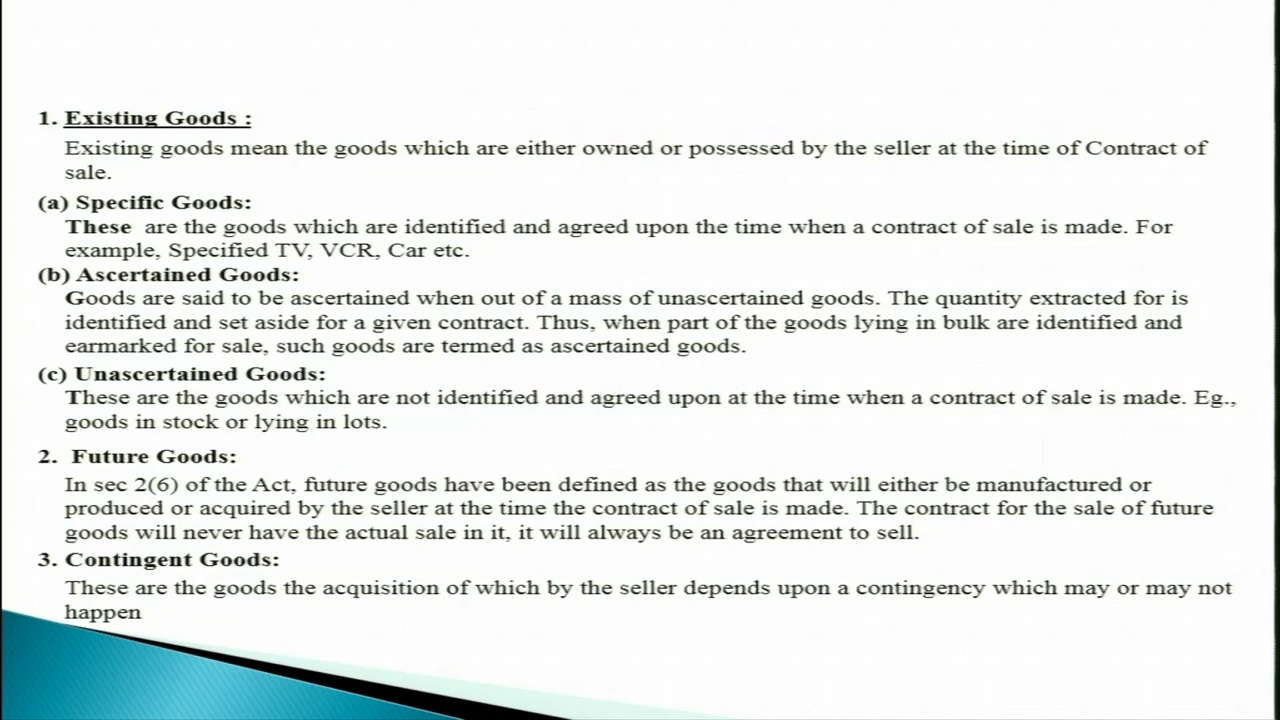 1. Existing Goods :
Existing goods mean the goods which are either owned or possessed by the seller at the time of Contract of
sale.
(a) Specific Goods:
These are the goods which are identified and agreed upon the time when a contract of sale is made. For
example, Specified TV, VCR, Car etc.
(b) Ascertained Goods:
Goods are said to be ascertained when out of a mass of unascertained goods. The quantity extracted for is
identified and set aside for a given contract. Thus, when part of the goods lying in bulk are identified and
earmarked for sale, such goods are termed as ascertained goods.
(c) Unascertained Goods:
These are the goods which are not identified and agreed upon at the time when a contract of sale is made. Eg.,
goods in stock or lying in lots.
2. Future Goods:
In sec 2(6) of the Act, future goods have been defined as the goods that will either be manufactured or
produced or acquired by the seller at the time the contract of sale is made. The contract for the sale of future
goods will never have the actual sale in it, it will always be an agreement to sell.
3. Contingent Goods:
These are the goods the acquisition of which by the seller depends upon a contingency which may or may not
happen